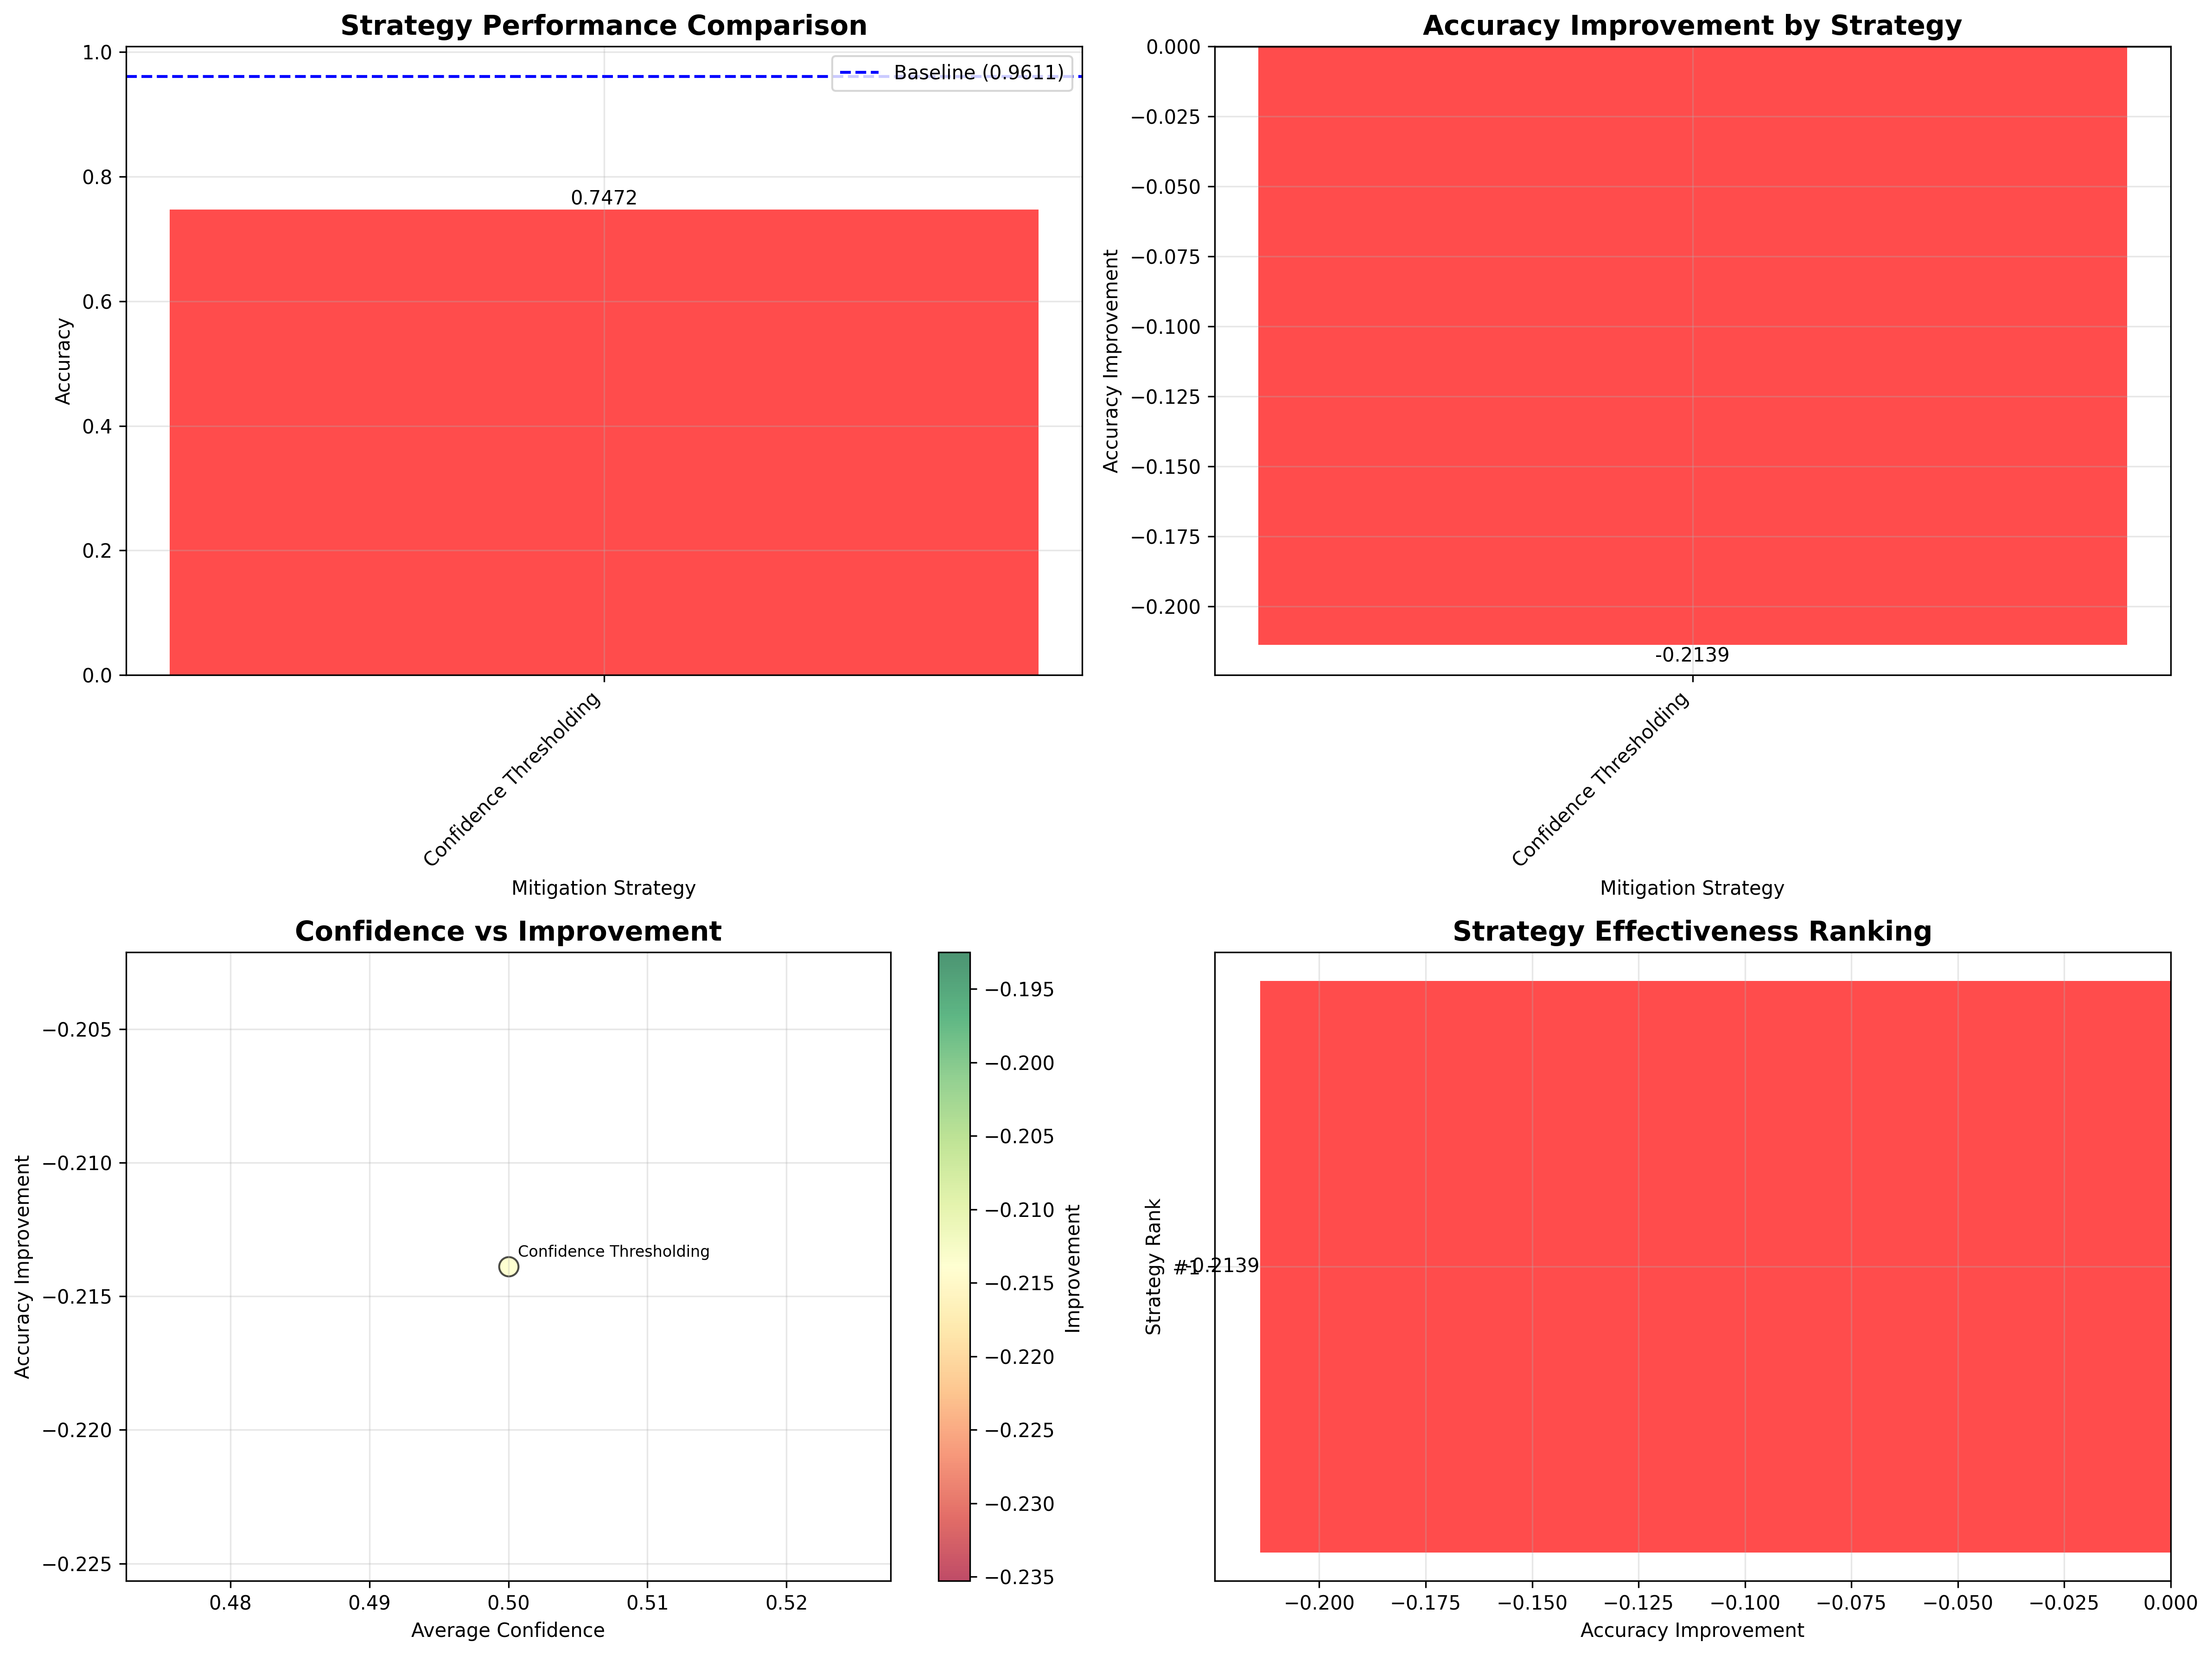 Strategy Performance Comparison
1.0
0.8
0.6
0.4
0.2
0.0
Accuracy
Baseline (0.9611)
0.7472
Confidence Thresholding
Mitigation Strategy
Accuracy Improvement by Strategy
0.000
−0.025
−0.050
−0.075
−0.100
−0.125
−0.150
−0.175
−0.200
Accuracy Improvement
-0.2139
Confidence Thresholding
Mitigation Strategy
Confidence vs Improvement
−0.205
−0.210
−0.215
−0.220
−0.225
Accuracy Improvement
Confidence Thresholding
0.48 0.49 0.50 0.51 0.52
Average Confidence
−0.195
−0.200
−0.205
−0.210
−0.215
−0.220
−0.225
−0.230
−0.235
Improvement
Strategy Effectiveness Ranking
Strategy Rank
#1
-0.2139
−0.200 −0.175 −0.150 −0.125 −0.100 −0.075 −0.050 −0.025 0.000
Accuracy Improvement